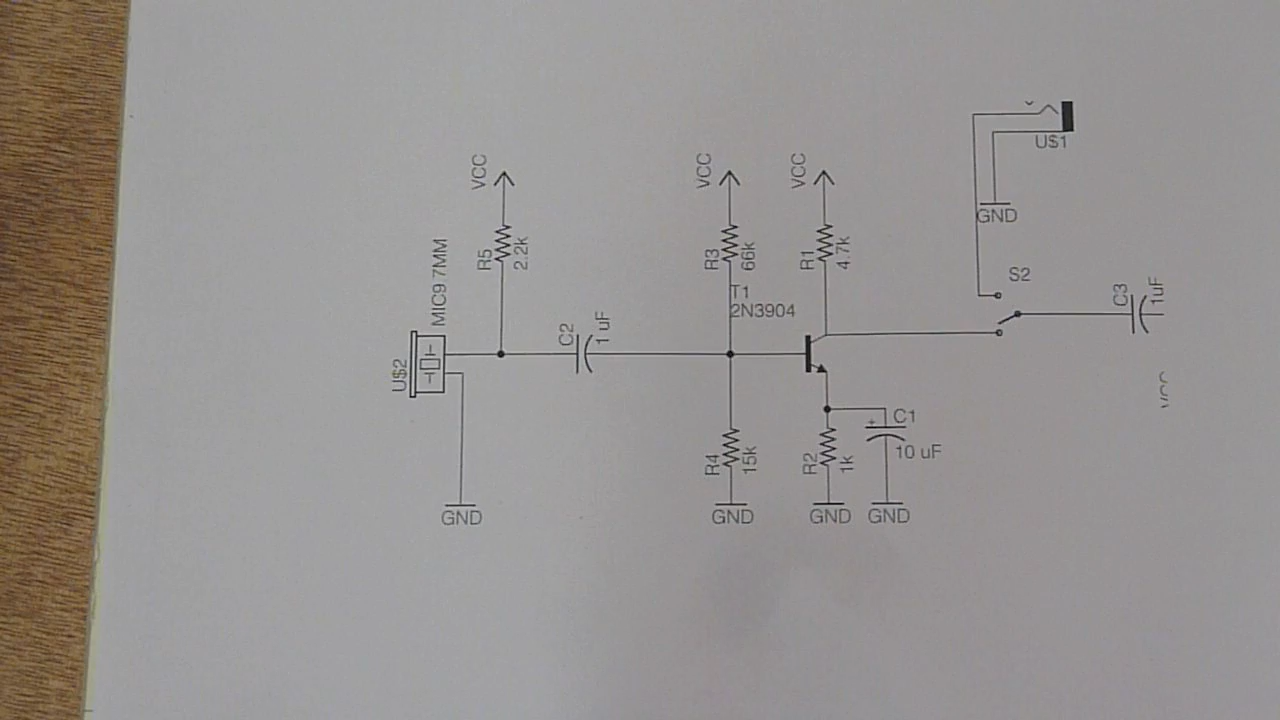 U$2
MIC9 7MM
GND
R5
2.2k
VCC
C2
1 uF
R3
66k
VCC
T1
2N3904
R4
15k
GND
R1
4.7k
VCC
R2
1k
GND
C1
+
10 uF
GND
U$1
GND
S2
C3
1uF